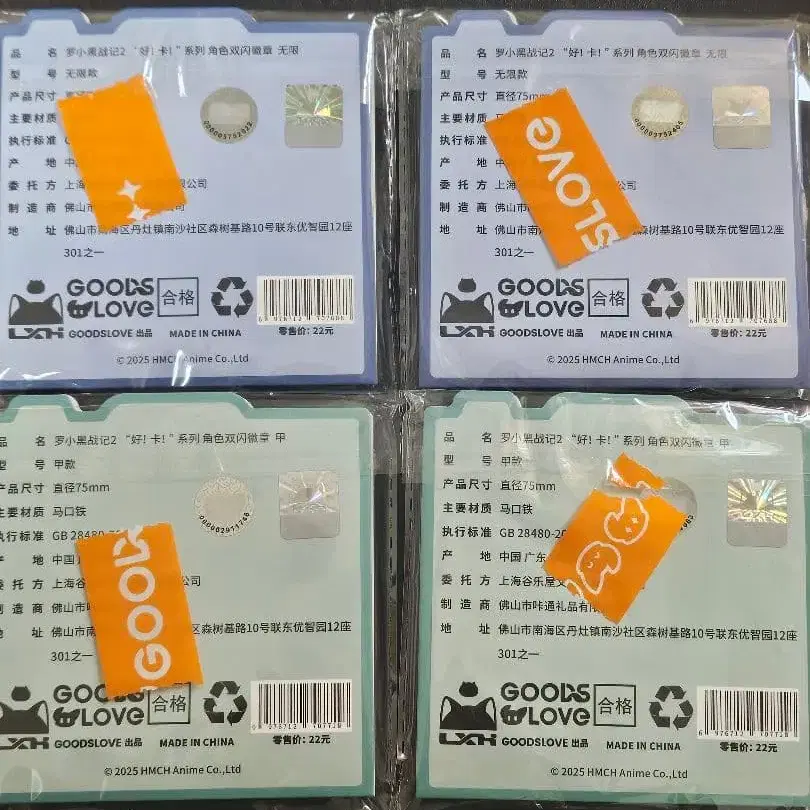 品 名 罗小黑战记2 “好! 卡!”系列 角色双闪徽章 无限
型 号 无限款
产品尺寸
主要材质
执行标准
产 地 中
委 托 方 上海 限公司
制 造 商 佛山市
地 址 佛山市南海区丹灶镇南沙社区森树基路10号联东优智园12座
301之一
GOODS LOVE
合格
LXH
GOODSLOVE 出品 MADE IN CHINA
零售价: 22元
© 2025 HMCH Anime Co.,Ltd
品 名 罗小黑战记2 “好! 卡!”系列 角色双闪徽章 无限
型 号 无限款
产品尺寸 直径75mm
主要材质
执行标准
产 地
委 托 方 上海 公司
制 造 商 佛山市
地 址 佛山市南 森树基路10号联东优智园12座
301之一
SLOVE
GOODS LOVE
合格
LXH
GOODSLOVE 出品 MADE IN CHINA
零售价: 22元
© 2025 HMCH Anime Co.,Ltd
品 名 罗小黑战记2 “好! 卡!”系列 角色双闪徽章 甲
型 号 甲款
产品尺寸 直径75mm
主要材质 马口铁
执行标准 GB 28480-
产 地 中国
委 托 方 上海谷 公司
制 造 商 佛山市
地 址 佛山市南 森树基路10号联东优智园12座
301之一
GOOD
GOODS LOVE
合格
LXH
GOODSLOVE 出品 MADE IN CHINA
6 976712 707718
零售价: 22元
© 2025 HMCH Anime Co.,Ltd
品 名 罗小黑战记2 “好! 卡!”系列 角色双闪徽章 甲
型 号 甲款
产品尺寸 直径75mm
主要材质 马口铁
执行标准 GB 28480-20
产 地 中国 广东
委 托 方 上海谷乐屋文
制 造 商 佛山市咔通礼品有限
地 址 佛山市南海区丹灶镇南沙社区森树基路10号联东优智园12座
301之一
GOODS LOVE
合格
LXH
GOODSLOVE 出品 MADE IN CHINA
6 976712 707718
零售价: 22元
© 2025 HMCH Anime Co.,Ltd